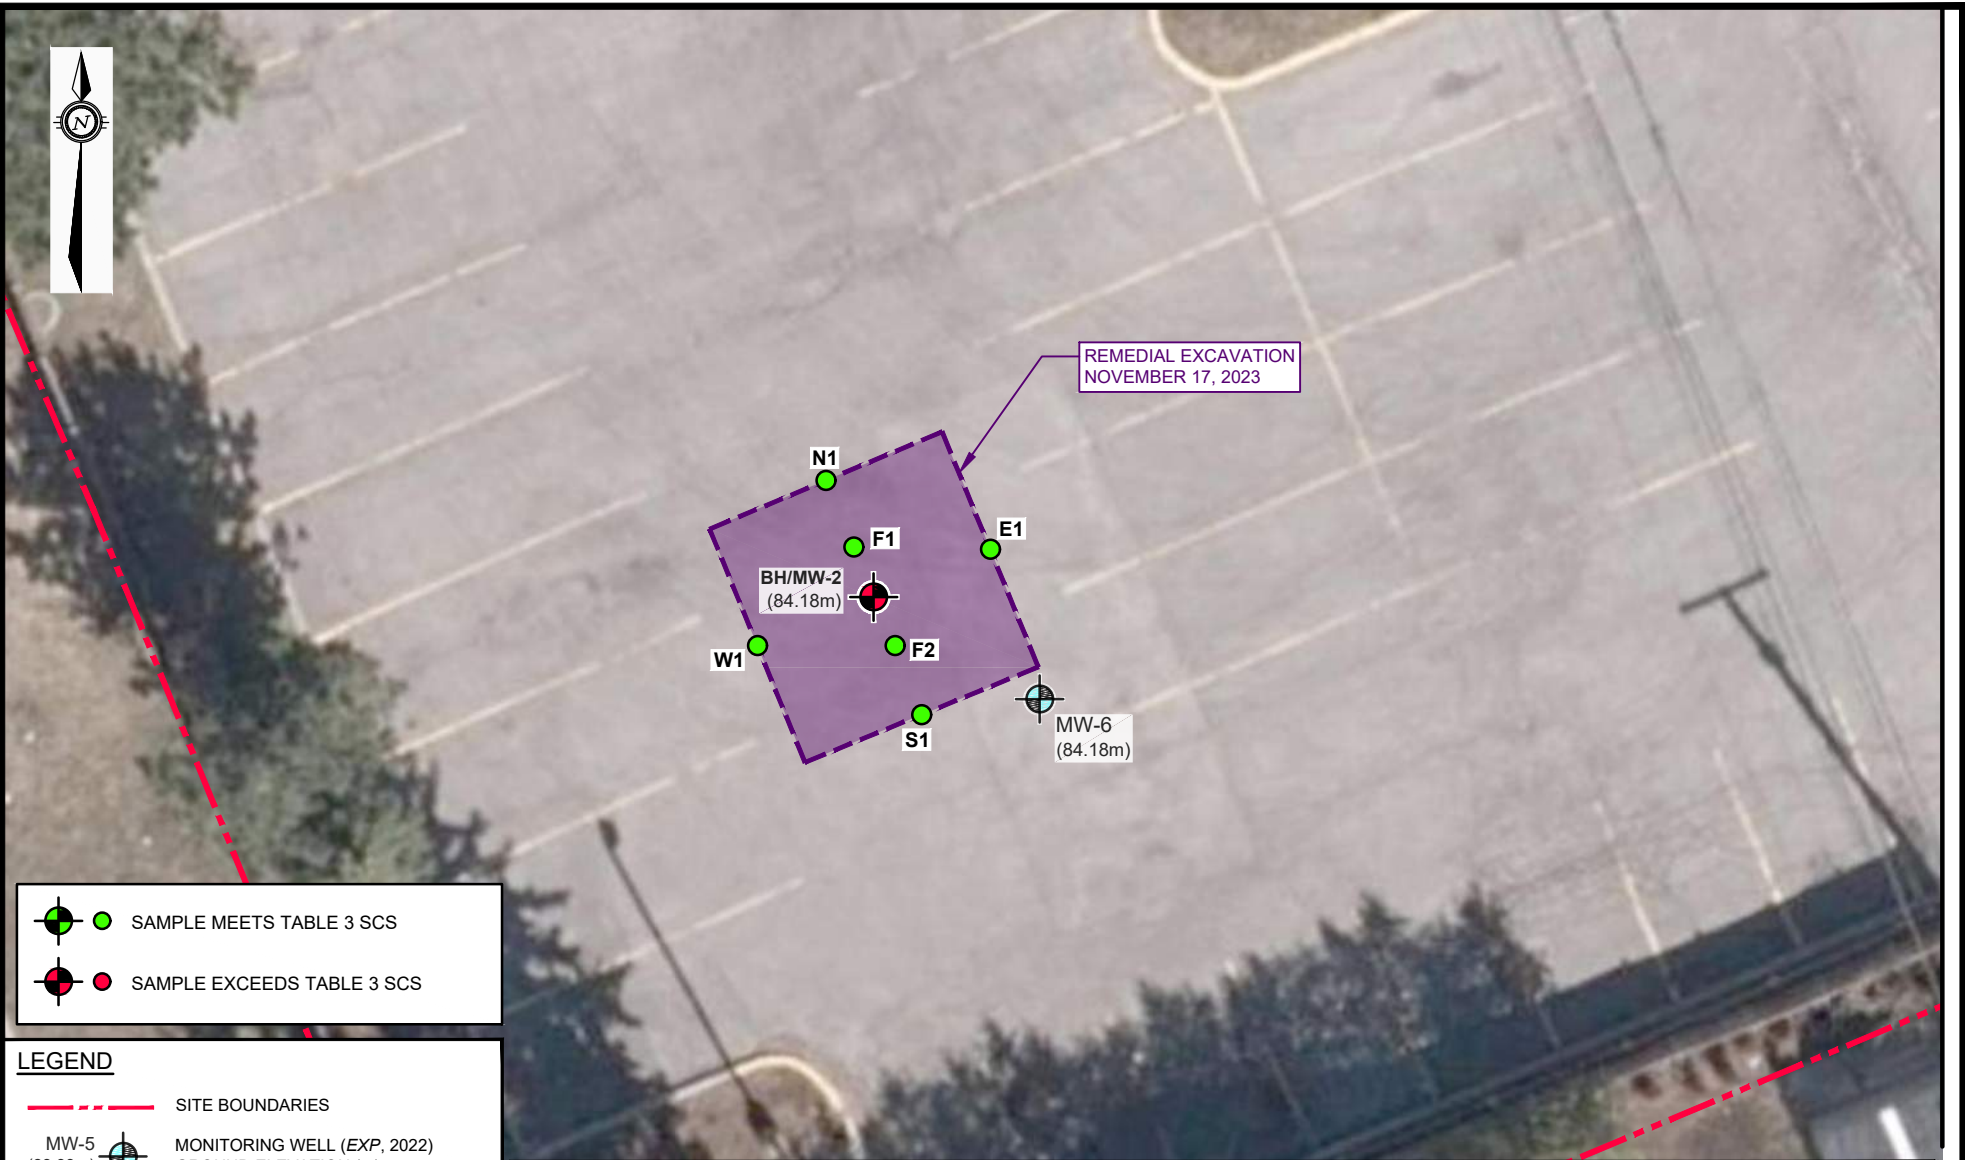 N
REMEDIAL EXCAVATION
NOVEMBER 17, 2023
N1
E1
F1
BH/MW-2
(84.18m)
W1
F2
S1
MW-6
(84.18m)
SAMPLE MEETS TABLE 3 SCS
SAMPLE EXCEEDS TABLE 3 SCS
LEGEND
SITE BOUNDARIES
MW-5
MONITORING WELL (EXP, 2022)